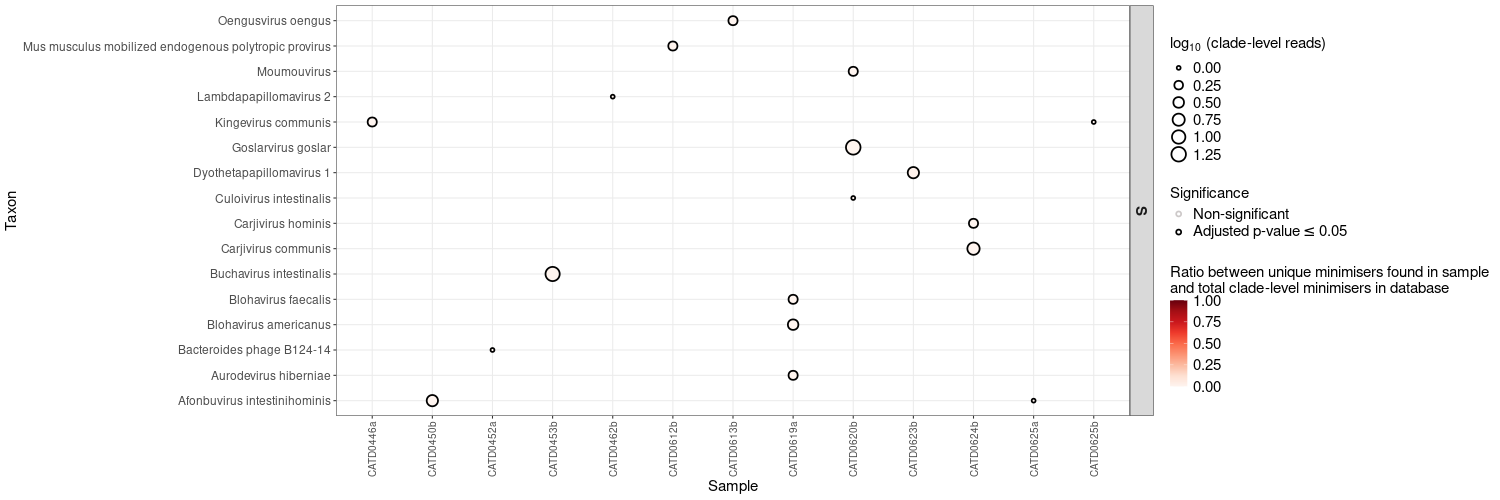 Oengusvirus oengus
Mus musculus mobilized endogenous polytropic provirus
Moumouvirus
Lambdapapillomavirus 2
Kingevirus communis
Goslarvirus goslar
Dyothetapapillomavirus 1
Culoivirus intestinalis
Carjivirus hominis
Carjivirus communis
Buchavirus intestinalis
Blohavirus faecalis
Blohavirus americanus
Bacteroides phage B124-14
Aurodevirus hiberniae
Afonbuvirus intestinihominis
Taxon
CATD0446a
CATD0450b
CATD0452a
CATD0453b
CATD0462b
CATD0612b
CATD0613b
CATD0619a
CATD0620b
CATD0623b
CATD0624b
CATD0625a
CATD0625b
Sample
S
log10 (clade-level reads)
0.00
0.25
0.50
0.75
1.00
1.25
Significance
Non-significant
Adjusted p-value ≤ 0.05
Ratio between unique minimisers found in sample
and total clade-level minimisers in database
1.00
0.75
0.50
0.25
0.00